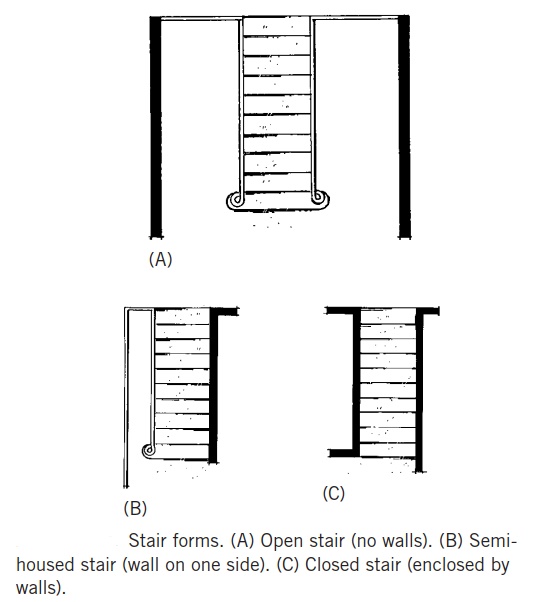 (A)
(B)
(C)
Stair forms. (A) Open stair (no walls). (B) Semi-
housed stair (wall on one side). (C) Closed stair (enclosed by
walls).